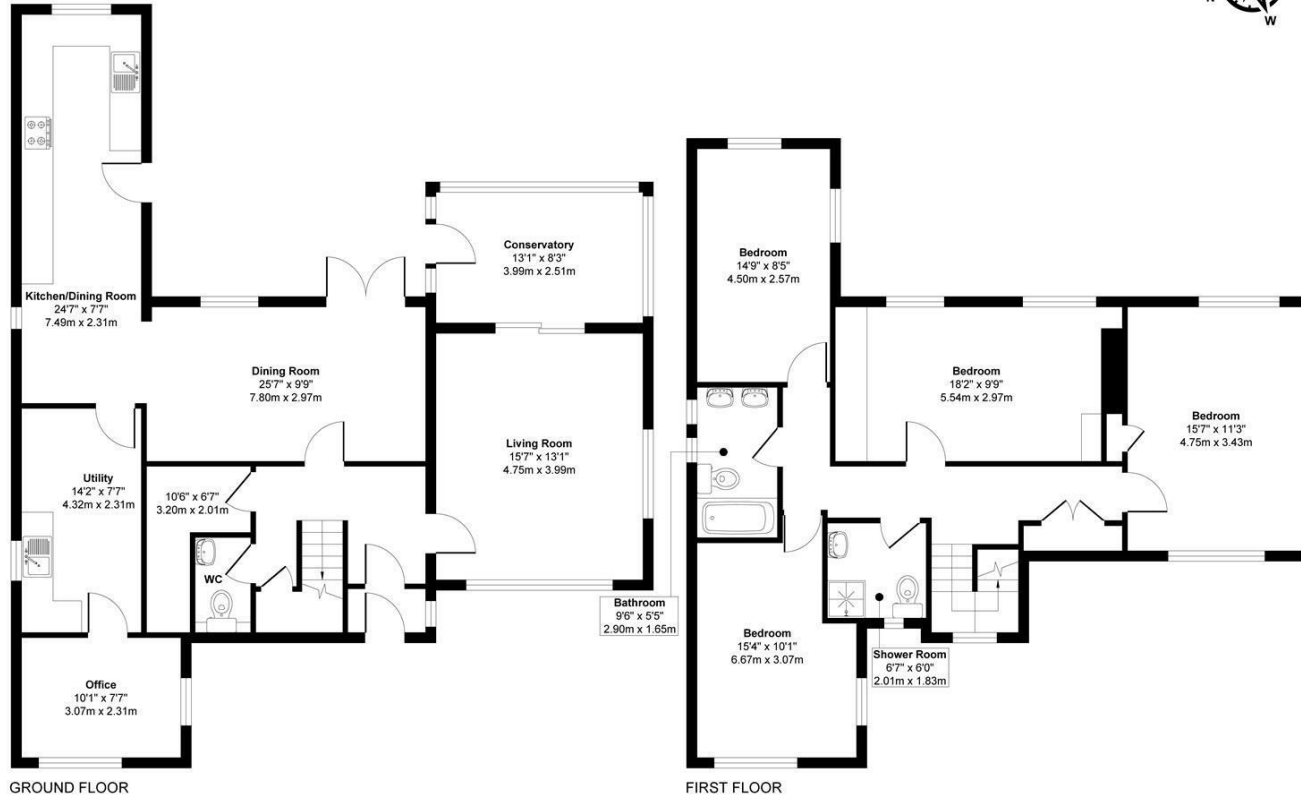 W
Kitchen/Dining Room
24'7" x 7'7"
7.49m x 2.31m
Conservatory
13'1" x 8'3"
3.99m x 2.51m
Dining Room
25'7" x 9'9"
7.80m x 2.97m
Living Room
15'7" x 13'1"
4.75m x 3.99m
Utility
14'2" x 7'7"
4.32m x 2.31m
10'6" x 6'7"
3.20m x 2.01m
WC
Office
10'1" x 7'7"
3.07m x 2.31m
GROUND FLOOR
Bedroom
14'9" x 8'5"
4.50m x 2.57m
Bedroom
18'2" x 9'9"
5.54m x 2.97m
Bedroom
15'7" x 11'3"
4.75m x 3.43m
Bathroom
9'6" x 5'5"
2.90m x 1.65m
Bedroom
15'4" x 10'1"
6.67m x 3.07m
Shower Room
6'7" x 6'0"
2.01m x 1.83m
FIRST FLOOR